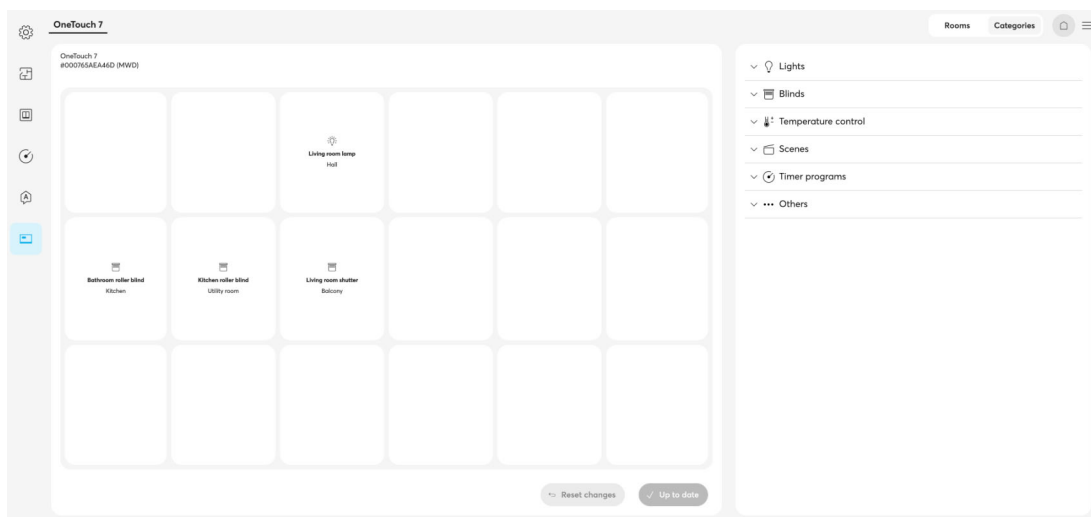 OneTouch 7
Rooms
Categories
OneTouch 7
#000765AEA46D (MWD)
Living room lamp
Hall
Bathroom roller blind
Kitchen
Kitchen roller blind
Utility room
Living room shutter
Balcony
Reset changes
Up to date
Lights
Blinds
Temperature control
Scenes
Timer programs
Others